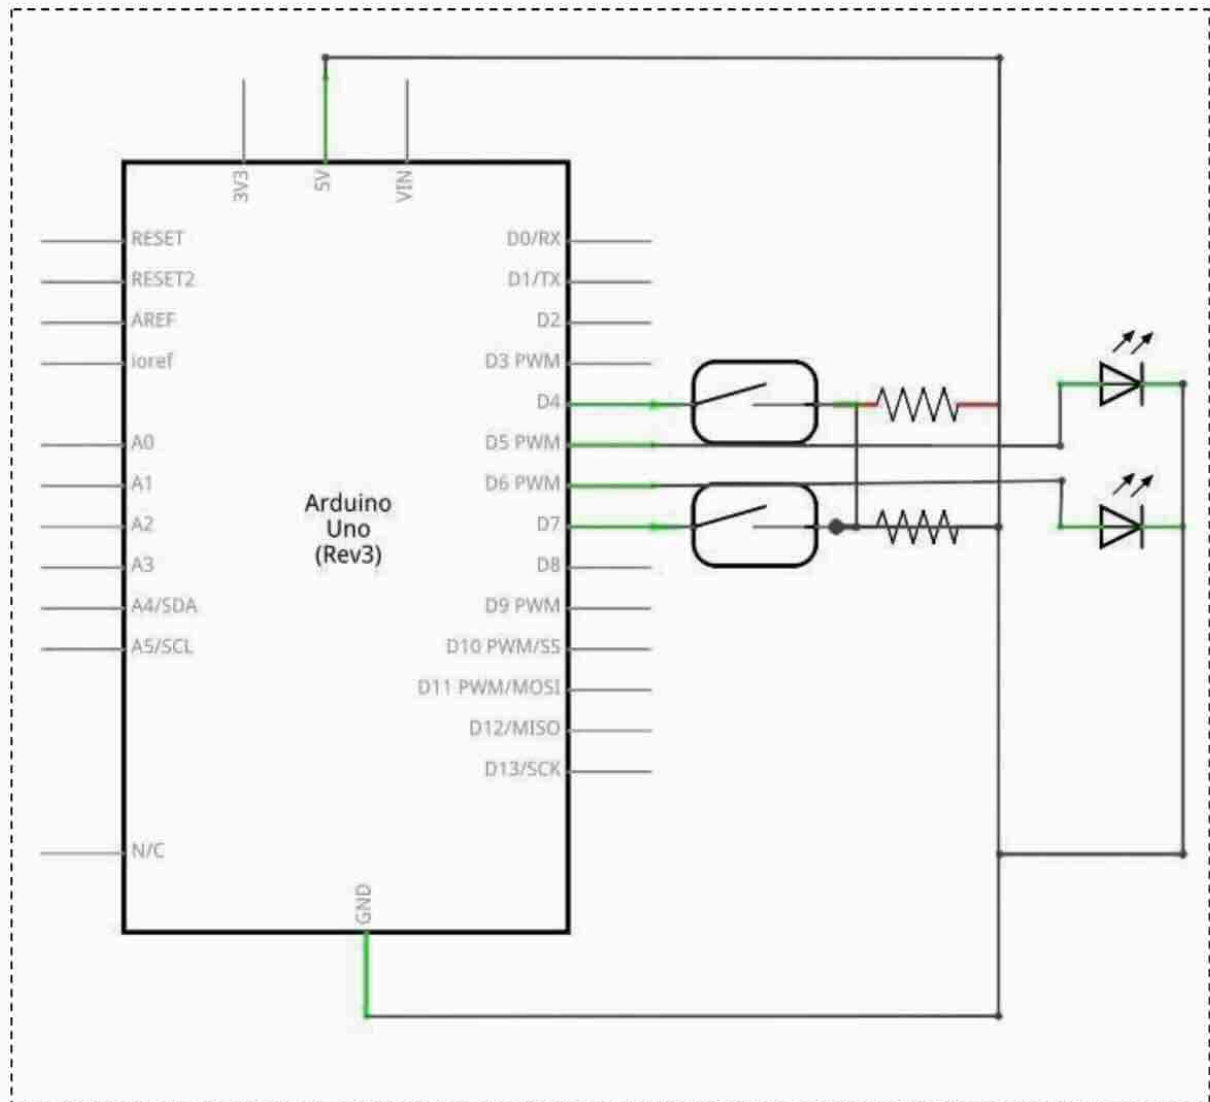 3V3
5V
VIN
RESET
D0/RX
RESET2
D1/TX
AREF
D2
ioref
D3 PWM
D4
A0
D5 PWM
A1
D6 PWM
A2
D7
Arduino
Uno
(Rev3)
A3
D8
A4/SDA
D9 PWM
A5/SCL
D10 PWM/SS
D11 PWM/MOSI
D12/MISO
D13/SCK
N/C
GND